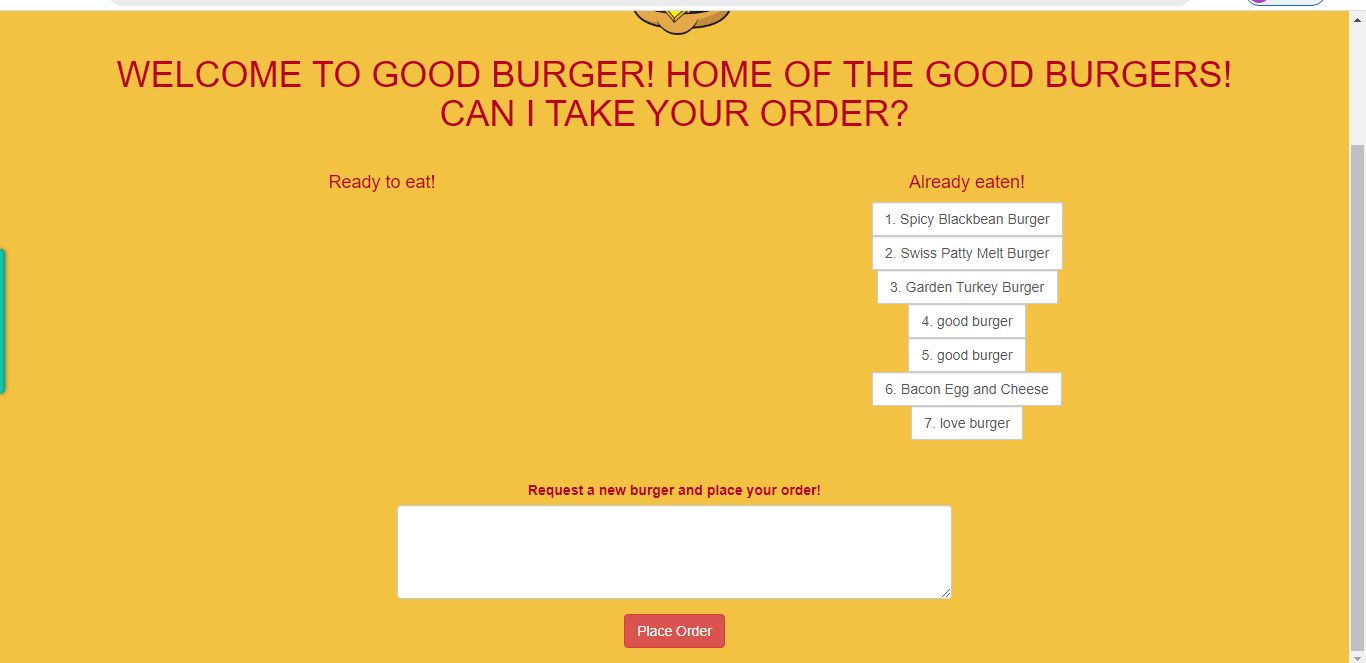 WELCOME TO GOOD BURGER! HOME OF THE GOOD BURGERS!
CAN I TAKE YOUR ORDER?
Ready to eat!
Already eaten!
1. Spicy Blackbean Burger
2. Swiss Patty Melt Burger
3. Garden Turkey Burger
4. good burger
5. good burger
6. Bacon Egg and Cheese
7. love burger
Request a new burger and place your order!
Place Order